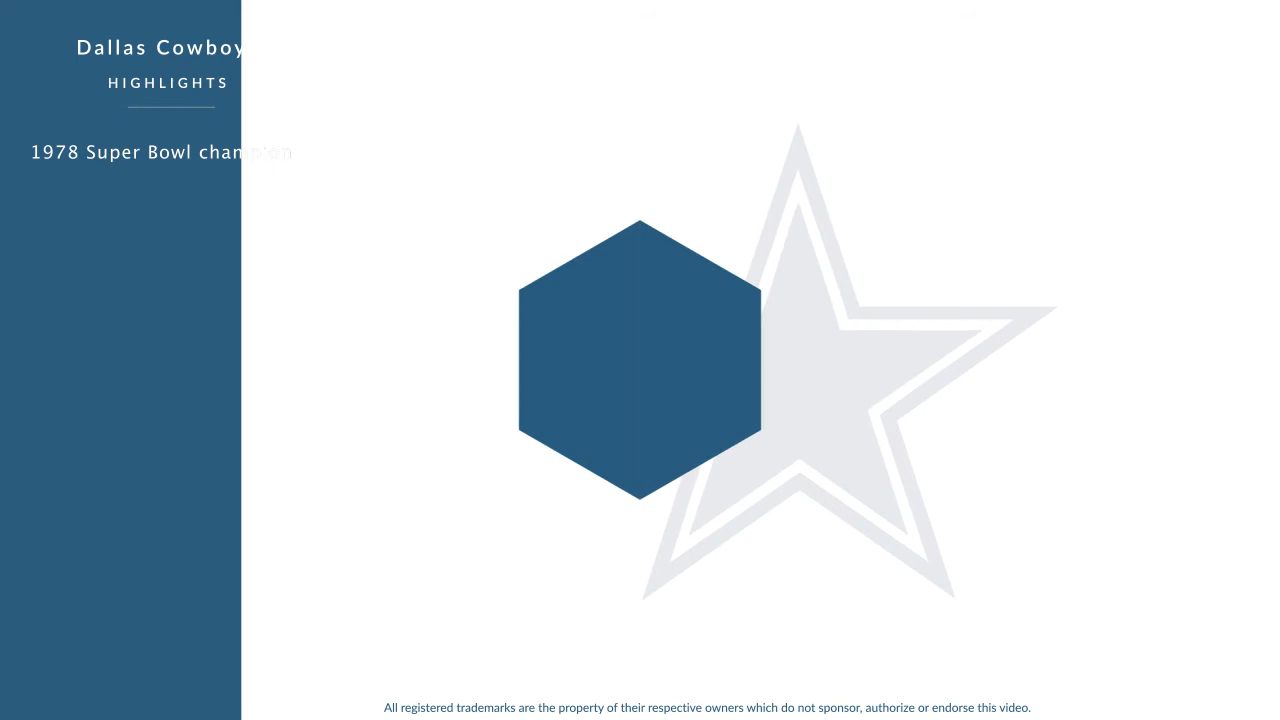 Dallas Cowboy
HIGHLIGHTS
1978 Super Bowl champion
All registered trademarks are the property of their respective owners which do not sponsor, authorize or endorse this video.